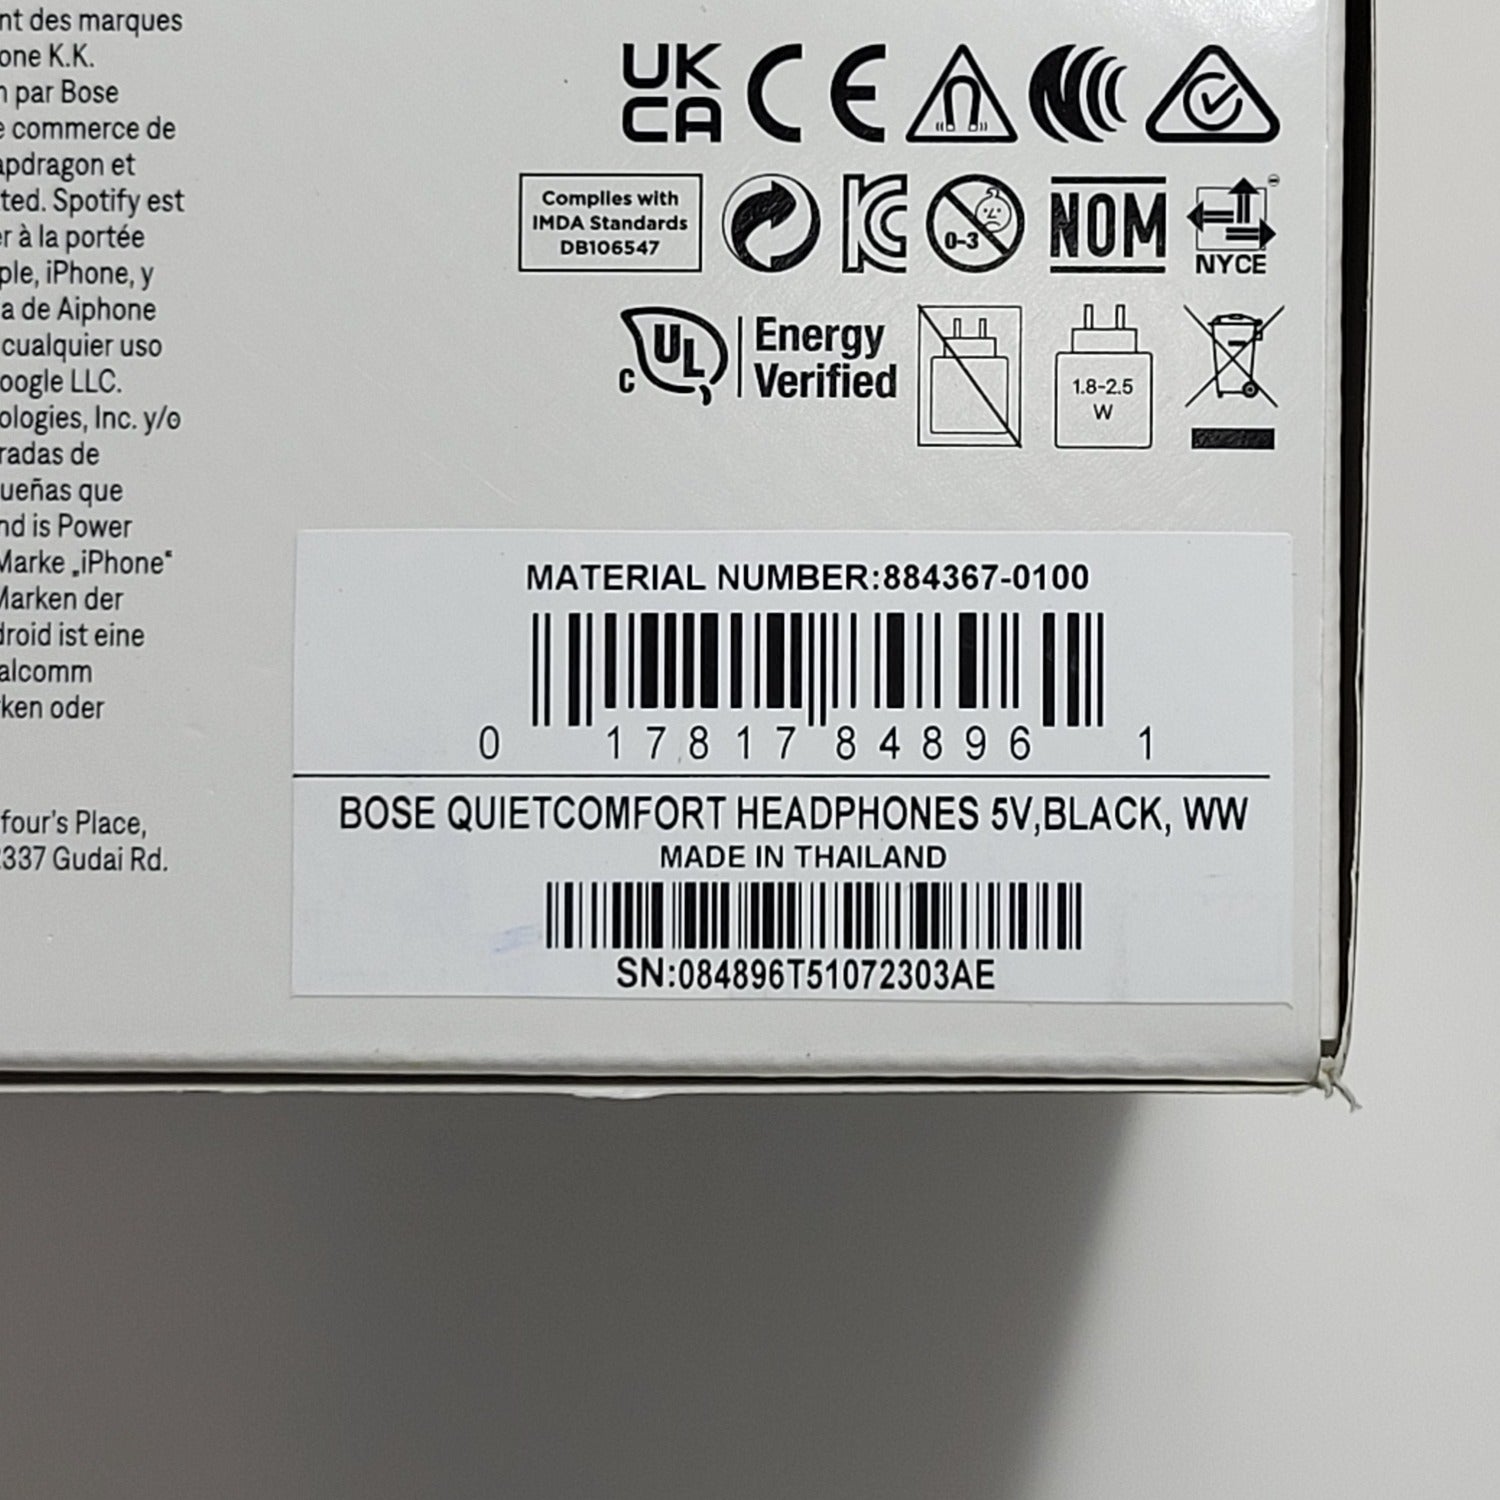 nt des marques
one K.K.
n par Bose
e commerce de
apdragon et
ted. Spotify est
er à la portée
ple, iPhone, y
a de Aiphone
cualquier uso
oogle LLC.
ologies, Inc. y/o
radas de
ueñas que
nd is Power
Marke „iPhone“
Marken der
droid ist eine
alcomm
ken oder
four's Place,
2337 Gudai Rd.
UK
CA
CE
Complies with
IMDA Standards
DB106547
0-3
NOM
NYCE
C UL Energy
Verified
1.8-2.5
W
MATERIAL NUMBER:884367-0100
0 17817 84896 1
BOSE QUIETCOMFORT HEADPHONES 5V,BLACK, WW
MADE IN THAILAND
SN:084896T51072303AE